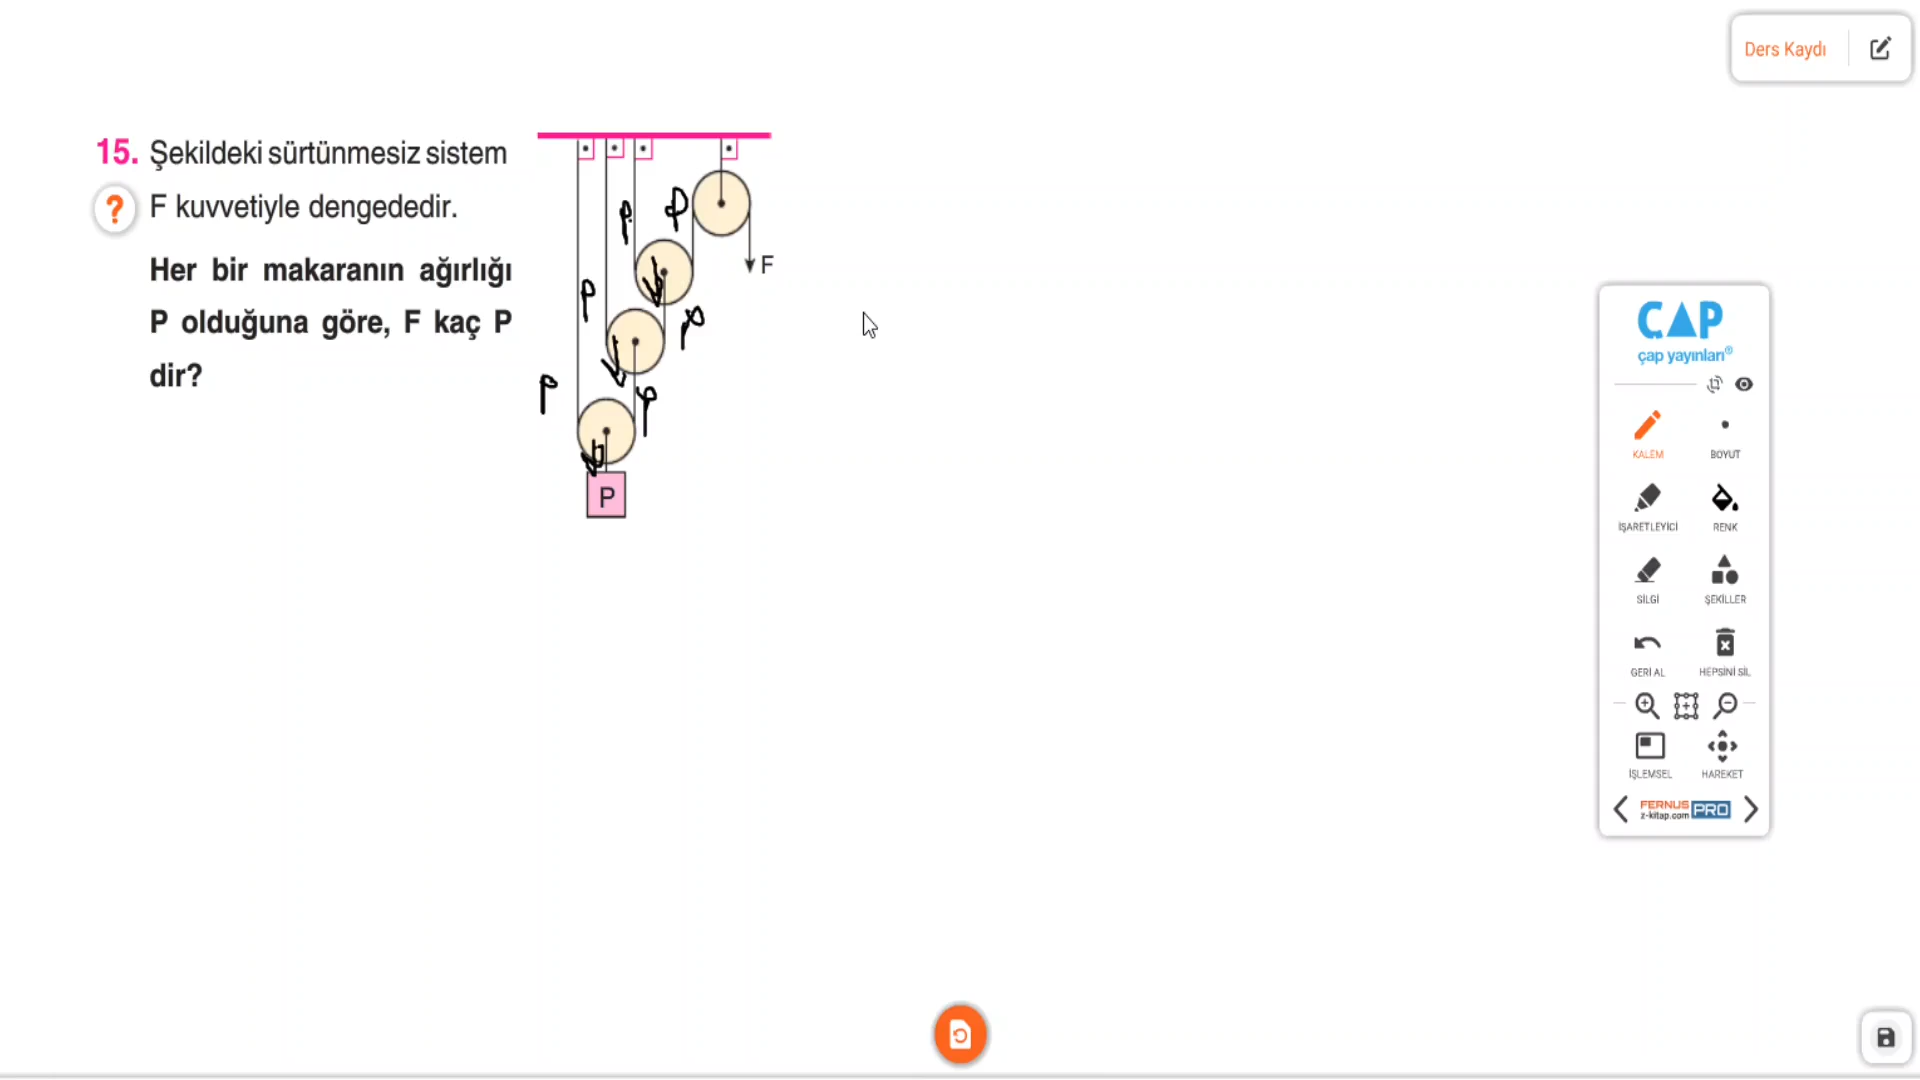 Ders Kaydı
15. Şekildeki sürtünmesiz sistem
? F kuvvetiyle dengededir.
Her bir makaranın ağırlığı
P olduğuna göre, F kaç P
dir?
P
P
F
P
P
P
P
P
ÇAP
çap yayınları®
KALEM
BOYUT
İŞARETLEYİCİ
RENK
SİLGİ
ŞEKİLLER
GERİ AL
HEPSİNİ SİL
İŞLEMSEL
HAREKET
FERNUS
z-kitap.com
PRO